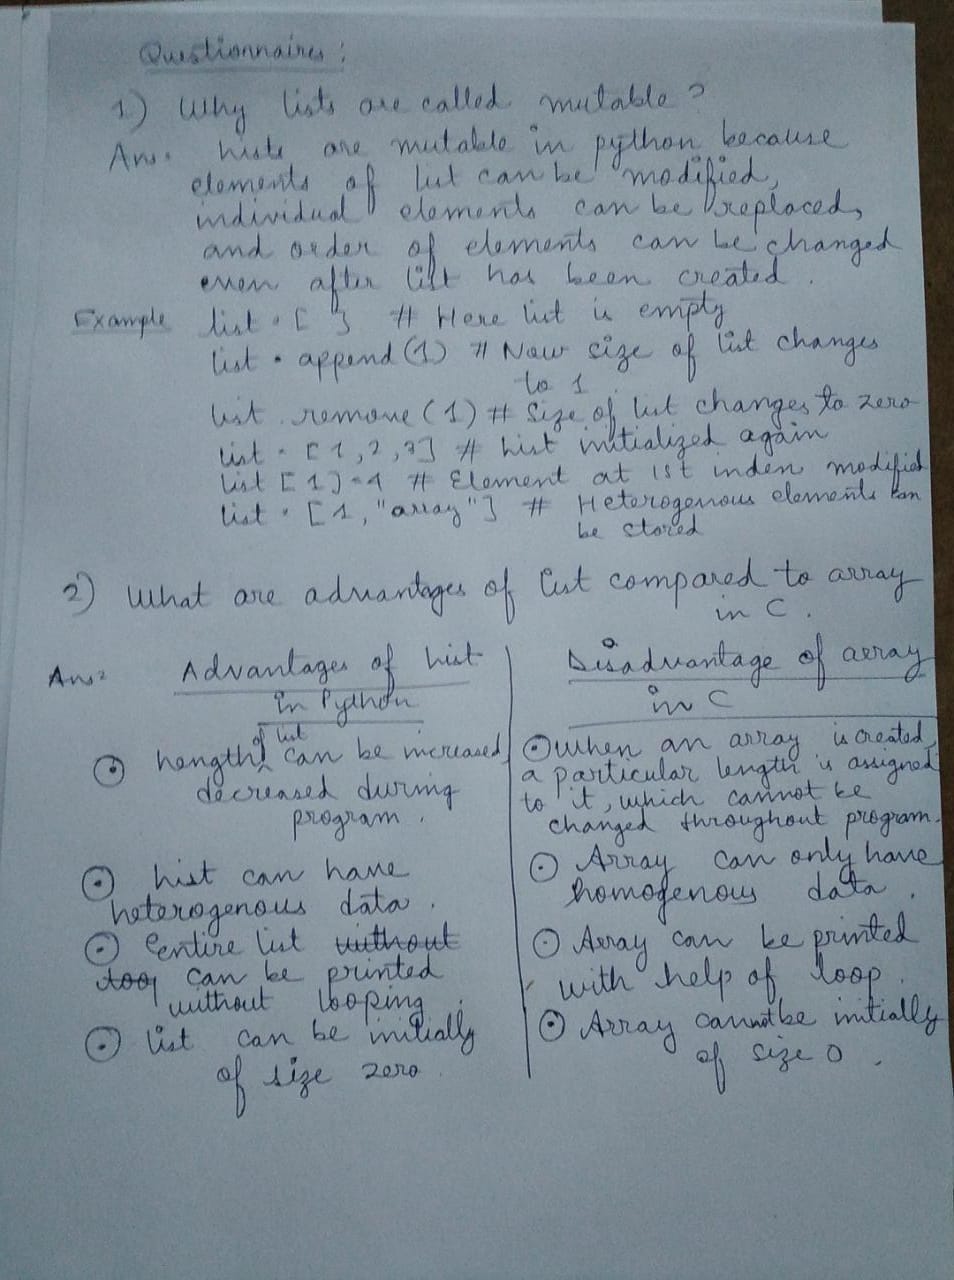 Questionnaires :
1) Why lists are called mutable ?
Ans. Lists are mutable in python because
elements of list can be modified,
individual elements can be replaced,
and order of elements can be changed
even after list has been created.
Example list = [ ] # Here list is empty
list . append (1) # Now size of list changes
to 1
list . remove (1) # Size of list changes to zero
list = [1,2,3] # List initialized again
list [1]=1 # Element at 1st index modified
list = [1,"array"] # Heterogenous elements can
be stored
2) What are advantages of list compared to array
in C .
Ans: Advantages of List
in Python
Length of list can be increased
decreased during
program .
List can have
heterogenous data .
Eentire list without
too can be printed
without looping .
list can be initially
of size zero .
Disadvantage of array
in C
When an array is created,
a particular length is assigned
to it, which cannot be
changed throughout program.
Array can only have
homogenous data .
Array can be printed
with help of loop .
Array cannot be initially
of size 0 .